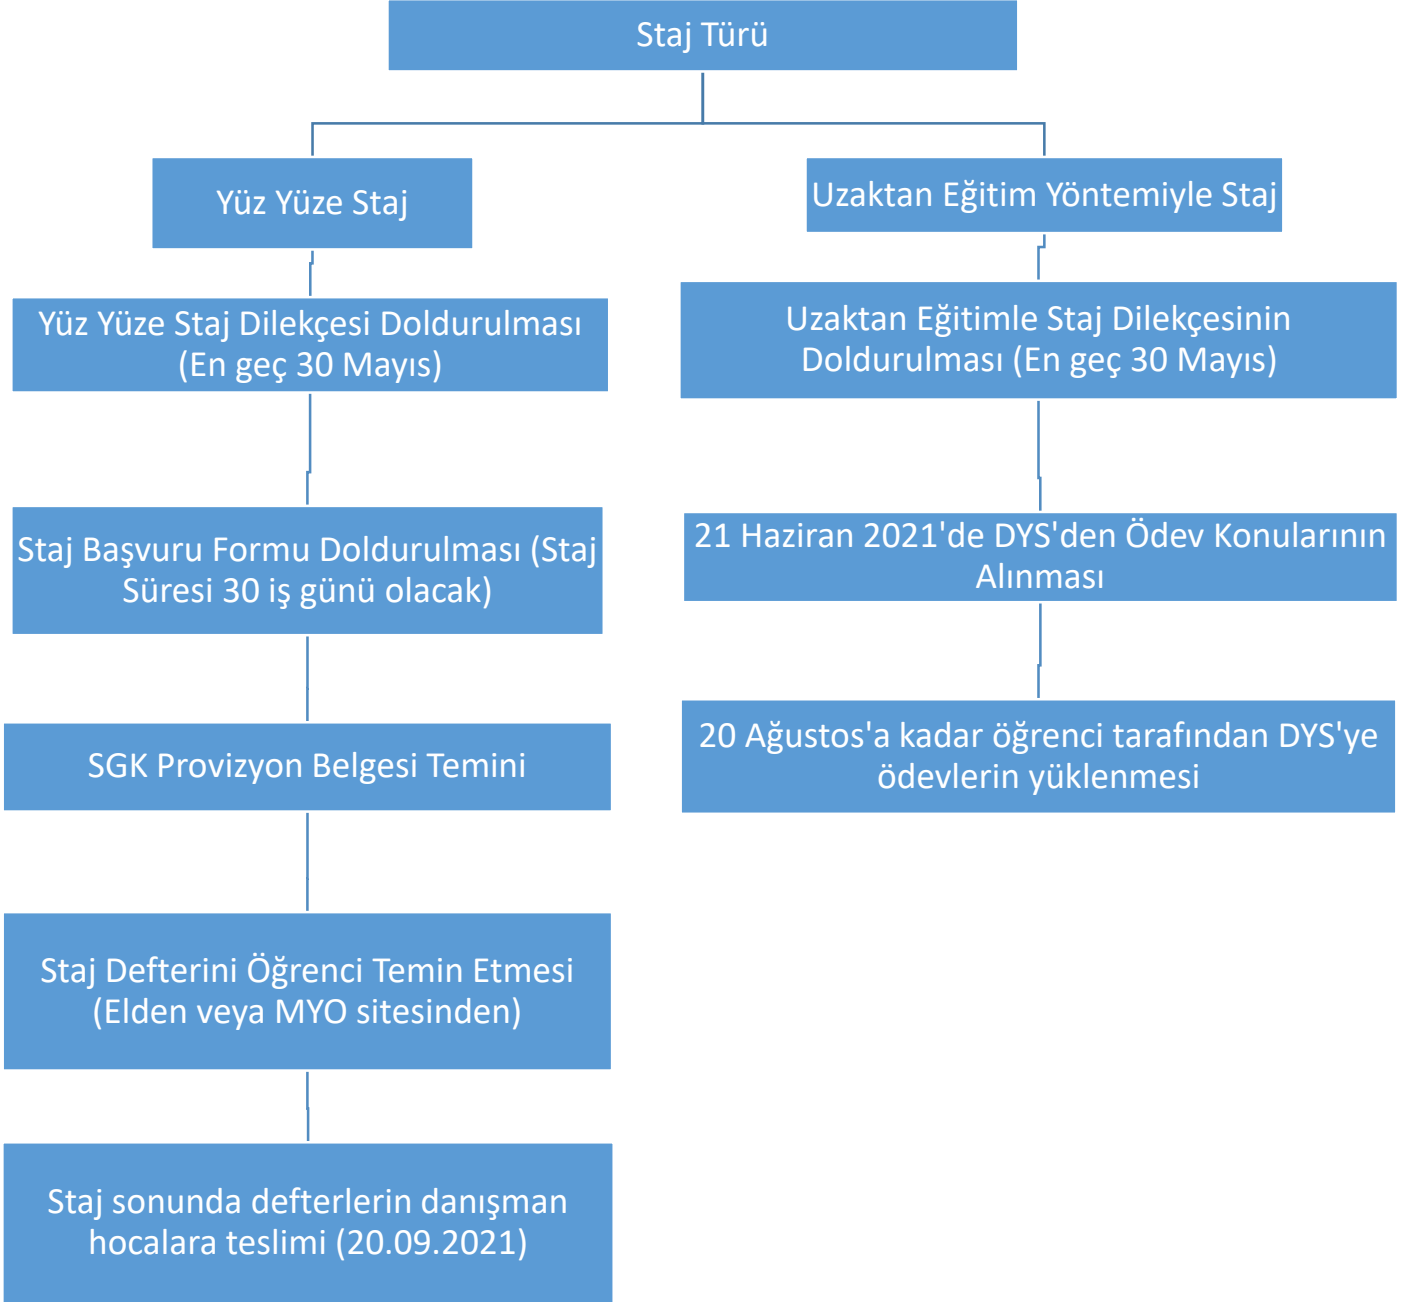 Staj Türü
Yüz Yüze Staj
Yüz Yüze Staj Dilekçesi Doldurulması
(En geç 30 Mayıs)
Staj Başvuru Formu Doldurulması (Staj
Süresi 30 iş günü olacak)
SGK Provizyon Belgesi Temini
Staj Defterini Öğrenci Temin Etmesi
(Elden veya MYO sitesinden)
Staj sonunda defterlerin danışman
hocalara teslimi (20.09.2021)
Uzaktan Eğitim Yöntemiyle Staj
Uzaktan Eğitimle Staj Dilekçesinin
Doldurulması (En geç 30 Mayıs)
21 Haziran 2021'de DYS'den Ödev Konularının
Alınması
20 Ağustos'a kadar öğrenci tarafından DYS'ye
ödevlerin yüklenmesi